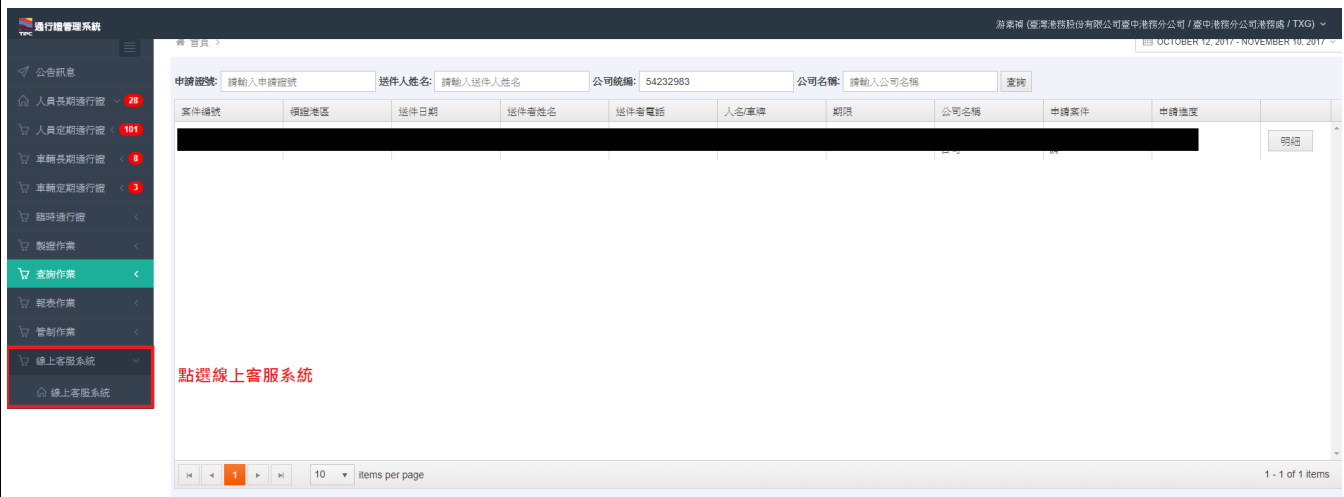 TIPC 通行證管理系統
游素禎 (臺灣港務股份有限公司臺中港務分公司 / 臺中港務分公司港務處 / TXG)
首頁 >
OCTOBER 12, 2017 - NOVEMBER 10, 2017
公告訊息
人員長期通行證 28
人員定期通行證 101
車輛長期通行證 8
車輛定期通行證 3
臨時通行證
製證作業
查詢作業
報表作業
管制作業
線上客服系統
線上客服系統
申請證號: 請輸入申請證號 送件人姓名: 請輸入送件人姓名 公司統編: 54232983 公司名稱: 請輸入公司名稱 查詢
案件編號 領證港區 送件日期 送件者姓名 送件者電話 人名/車牌 期限 公司名稱 申請案件 申請進度
明細
點選線上客服系統
1 10 items per page 1 - 1 of 1 items